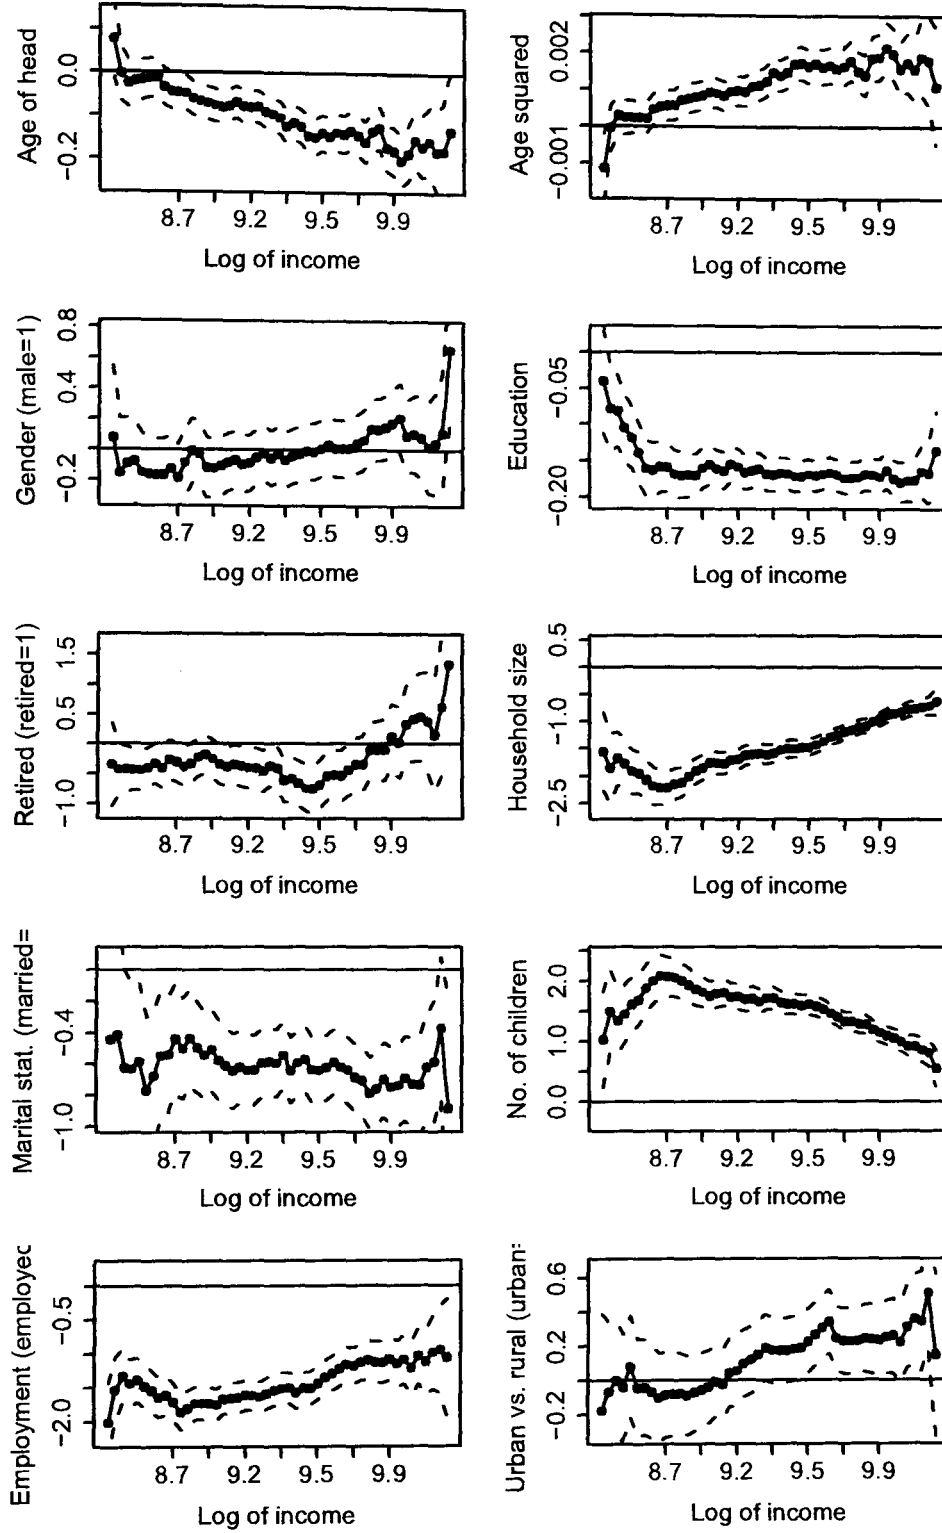 Age of head
0.0
-0.2
8.7 9.2 9.5 9.9
Log of income
Age squared
0.002
-0.001
8.7 9.2 9.5 9.9
Log of income
Gender (male=1)
0.8
0.4
-0.2
8.7 9.2 9.5 9.9
Log of income
Education
-0.05
-0.20
8.7 9.2 9.5 9.9
Log of income
Retired (retired=1)
1.5
0.5
-1.0
8.7 9.2 9.5 9.9
Log of income
Household size
0.5
-1.0
-2.5
8.7 9.2 9.5 9.9
Log of income
Marital stat. (married=
-0.4
-1.0
8.7 9.2 9.5 9.9
Log of income
No. of children
2.0
1.0
0.0
8.7 9.2 9.5 9.9
Log of income
Employment (employed
-0.5
-2.0
8.7 9.2 9.5 9.9
Log of income
Urban vs. rural (urban=
0.6
0.2
-0.2
8.7 9.2 9.5 9.9
Log of income